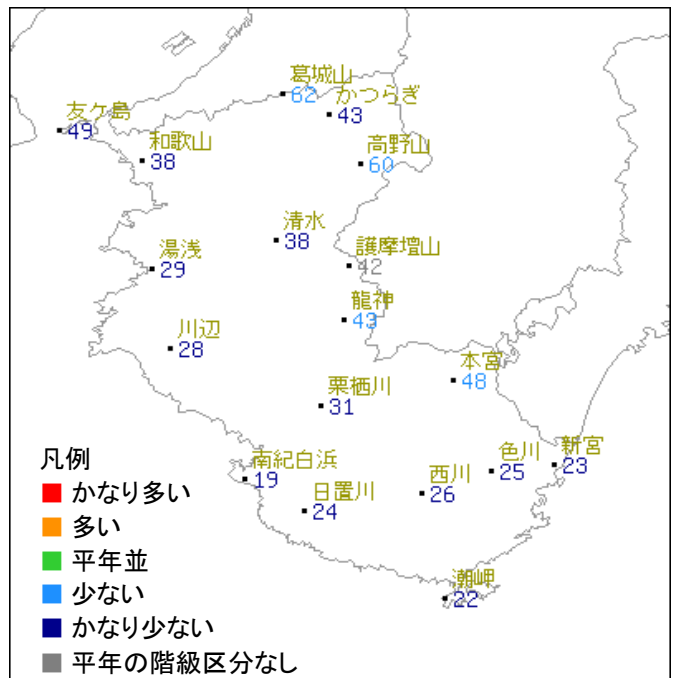 葛城山
62
かつらぎ
43
友ケ島
49
和歌山
38
高野山
60
清水
38
護摩壇山
42
湯浅
29
龍神
43
川辺
28
本宮
48
栗栖川
31
南紀白浜
19
日置川
24
西川
26
色川
25
新宮
23
潮岬
22
凡例
かなり多い
多い
平年並
少ない
かなり少ない
平年の階級区分なし